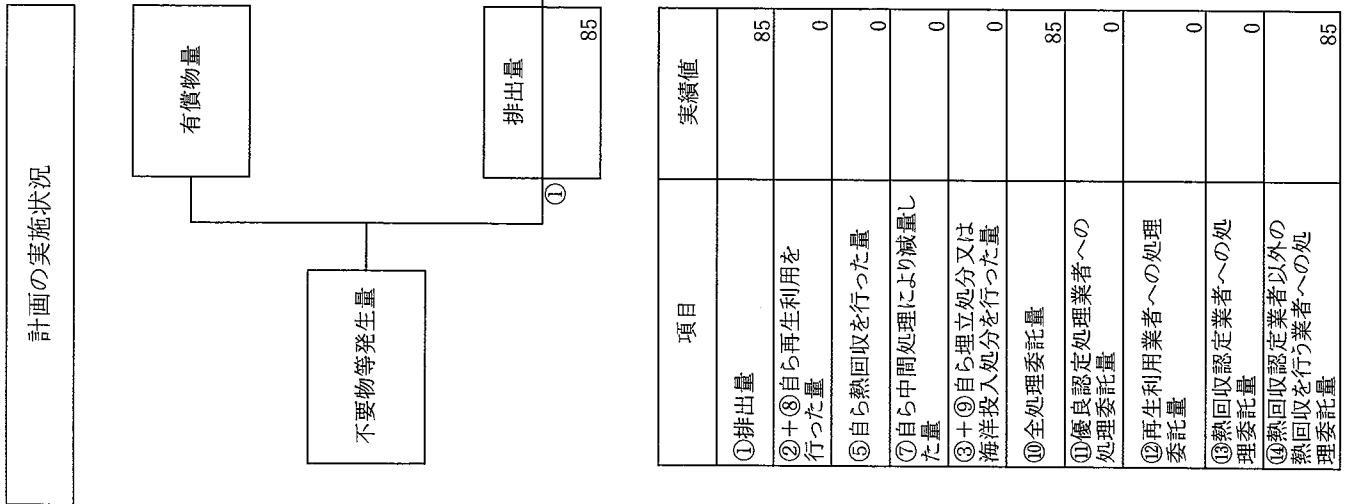 計画の実施状況
有償物量
不要物等発生量
排出量
①
85
項目
実績値
①排出量
85
②+⑧自ら再生利用を
行った量
0
⑤自ら熱回収を行った量
0
⑦自ら中間処理により減量し
た量
0
③+⑨自ら埋立処分又は
海洋投入処分を行った量
0
⑩全処理委託量
85
⑪優良認定処理業者への
処理委託量
0
⑫再生利用業者への処理
委託量
0
⑬熱回収認定業者への処
理委託量
0
⑭熱回収認定業者以外の
熱回収を行う業者への処
理委託量
85